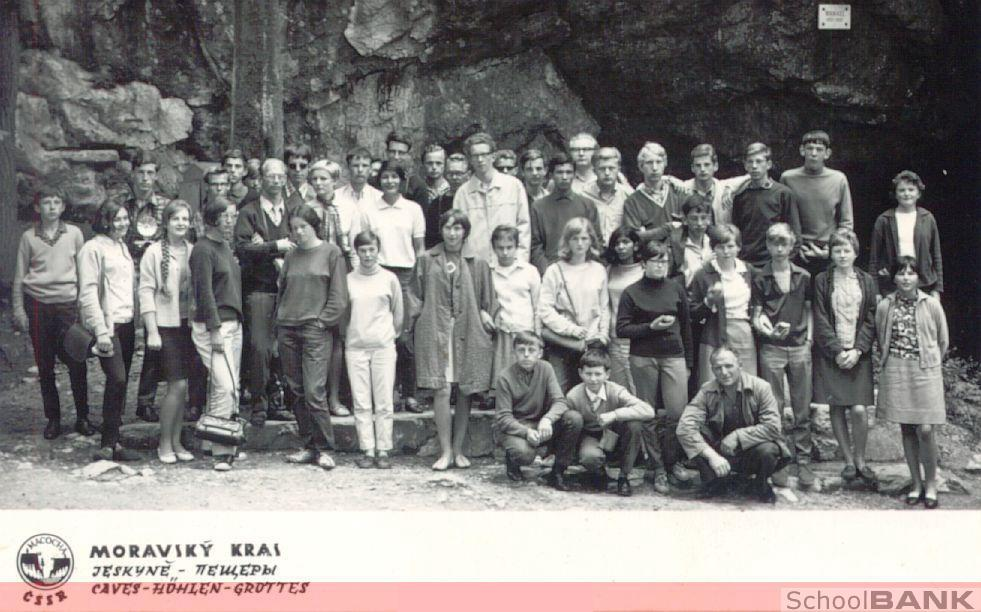 MACOCHA
ČSSR
MORAVSKÝ KRAS
JESKYNĚ - ПЕЩЕРЫ
CAVES-HÖHLEN-GROTTES
SchoolBANK